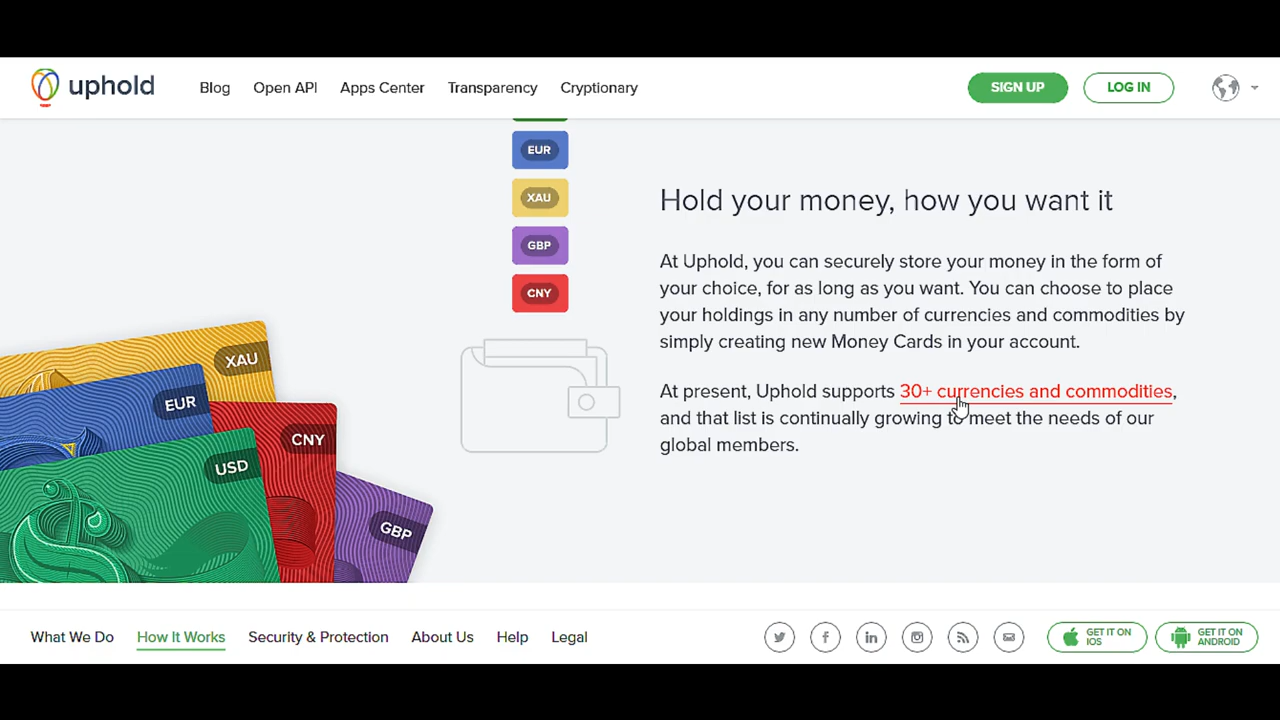 uphold
Blog
Open API
Apps Center
Transparency
Cryptionary
SIGN UP
LOG IN
EUR
XAU
GBP
CNY
Hold your money, how you want it
At Uphold, you can securely store your money in the form of
your choice, for as long as you want. You can choose to place
your holdings in any number of currencies and commodities by
simply creating new Money Cards in your account.
At present, Uphold supports 30+ currencies and commodities,
and that list is continually growing to meet the needs of our
global members.
XAU
EUR
CNY
USD
GBP
What We Do
How It Works
Security & Protection
About Us
Help
Legal
GET IT ON
IOS
GET IT ON
ANDROID